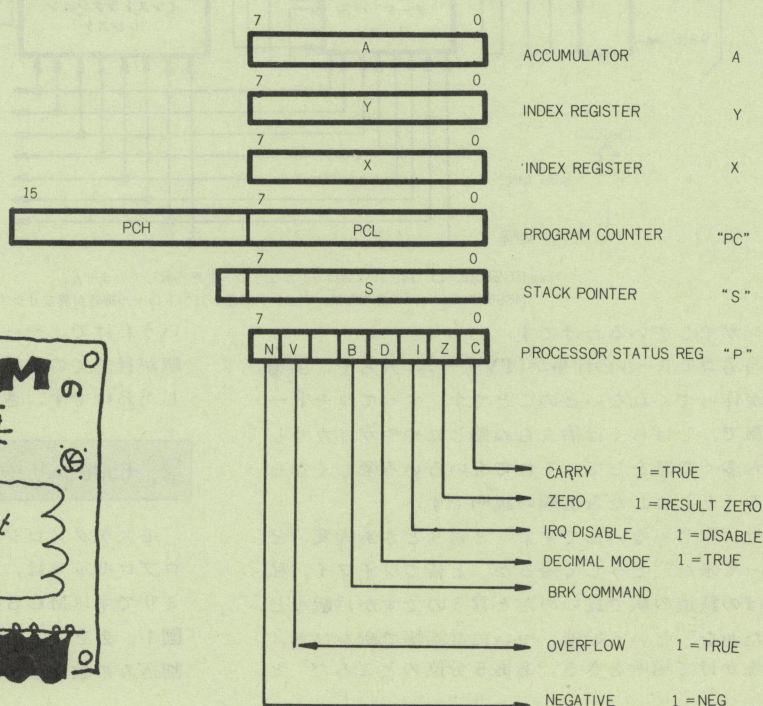 7 0
A
ACCUMULATOR A
7 0
Y
INDEX REGISTER Y
7 0
X
INDEX REGISTER X
15 7 0
PCH PCL
PROGRAM COUNTER "PC"
7 0
S
STACK POINTER "S"
7 0
N V B D I Z C
PROCESSOR STATUS REG "P"
CARRY 1 = TRUE
ZERO 1 = RESULT ZERO
IRQ DISABLE 1 = DISABLE
DECIMAL MODE 1 = TRUE
BRK COMMAND
OVERFLOW 1 = TRUE
NEGATIVE 1 = NEG
M 6